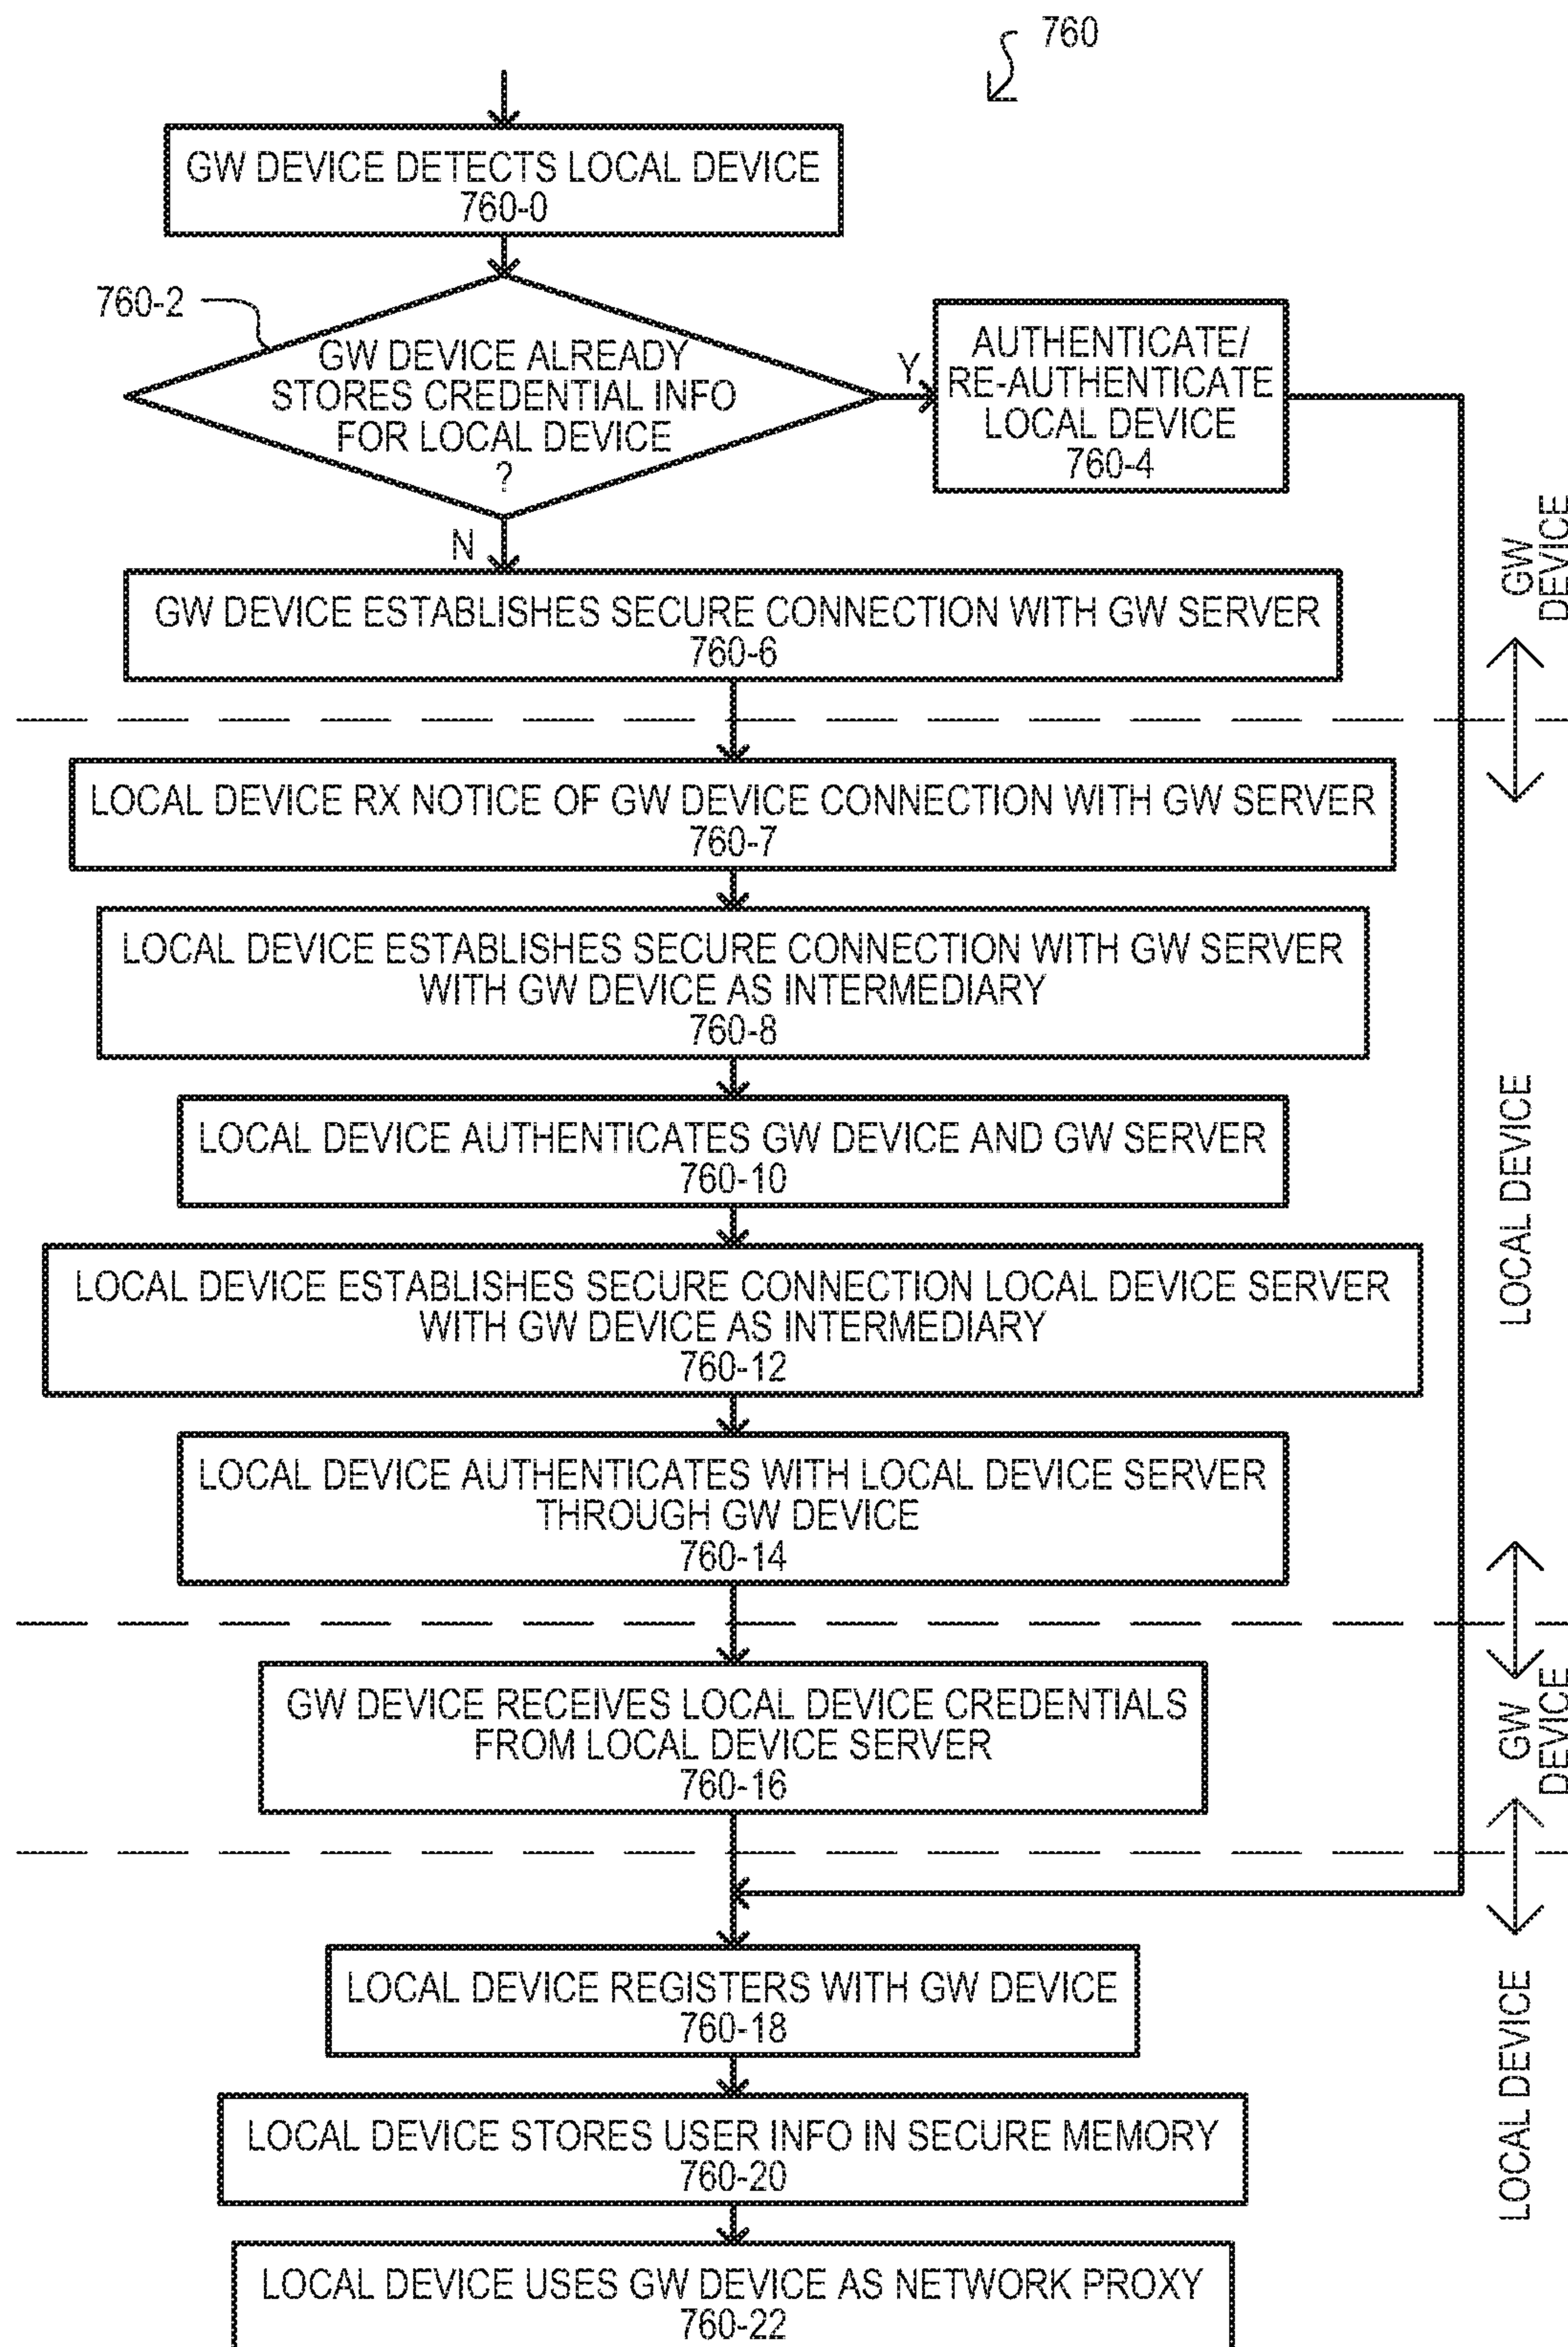 760
GW DEVICE DETECTS LOCAL DEVICE
760-0
760-2
GW DEVICE ALREADY
STORES CREDENTIAL INFO
FOR LOCAL DEVICE
?
Y
AUTHENTICATE/
RE-AUTHENTICATE
LOCAL DEVICE
760-4
N
GW DEVICE ESTABLISHES SECURE CONNECTION WITH GW SERVER
760-6
GW
DEVICE
LOCAL DEVICE RX NOTICE OF GW DEVICE CONNECTION WITH GW SERVER
760-7
LOCAL DEVICE ESTABLISHES SECURE CONNECTION WITH GW SERVER
WITH GW DEVICE AS INTERMEDIARY
760-8
LOCAL DEVICE AUTHENTICATES GW DEVICE AND GW SERVER
760-10
LOCAL DEVICE
LOCAL DEVICE ESTABLISHES SECURE CONNECTION LOCAL DEVICE SERVER
WITH GW DEVICE AS INTERMEDIARY
760-12
LOCAL DEVICE AUTHENTICATES WITH LOCAL DEVICE SERVER
THROUGH GW DEVICE
760-14
GW DEVICE RECEIVES LOCAL DEVICE CREDENTIALS
FROM LOCAL DEVICE SERVER
760-16
GW
DEVICE
LOCAL DEVICE REGISTERS WITH GW DEVICE
760-18
LOCAL DEVICE STORES USER INFO IN SECURE MEMORY
760-20
LOCAL DEVICE
LOCAL DEVICE USES GW DEVICE AS NETWORK PROXY
760-22